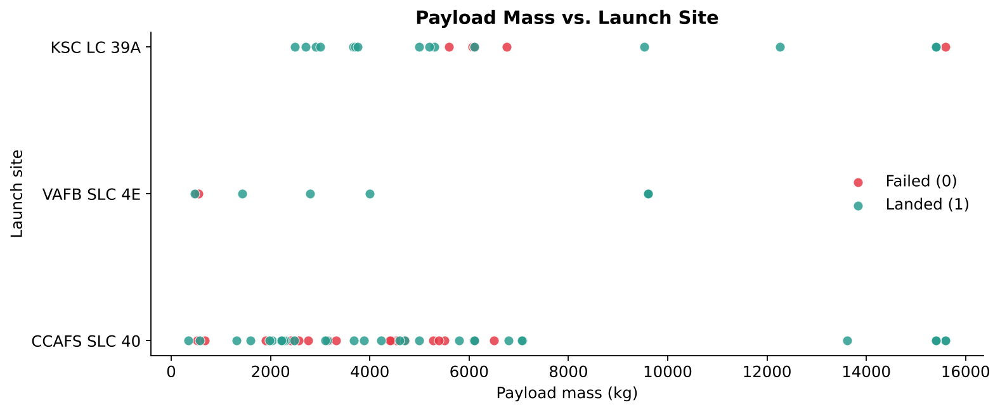 Payload Mass vs. Launch Site
KSC LC 39A
VAFB SLC 4E
CCAFS SLC 40
Launch site
Failed (0)
Landed (1)
0 2000 4000 6000 8000 10000 12000 14000 16000
Payload mass (kg)